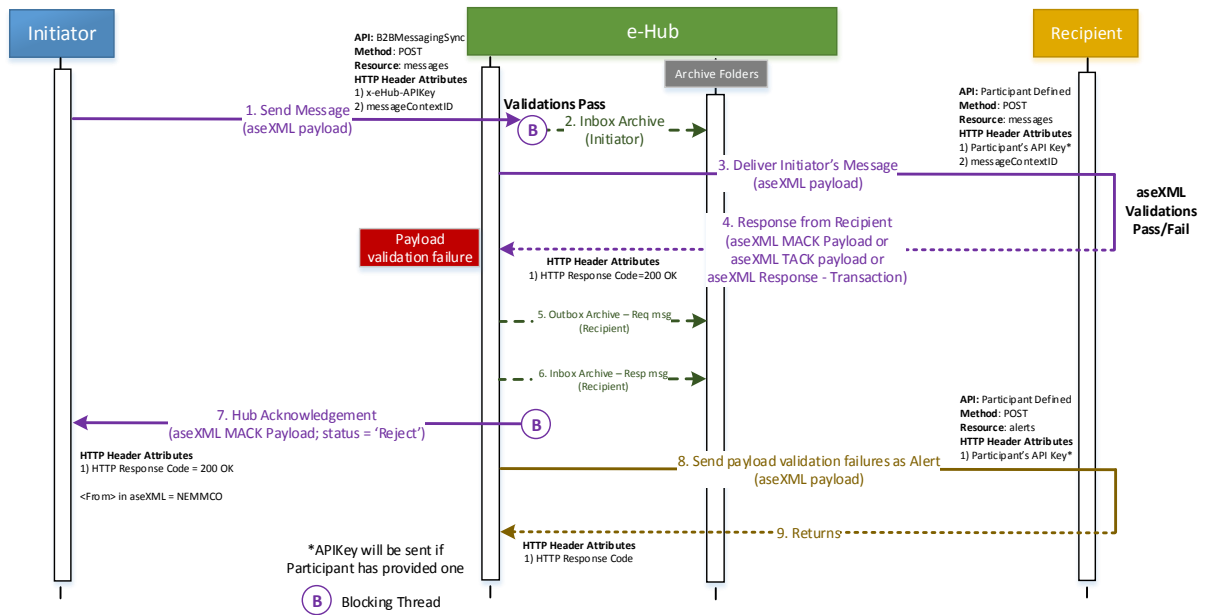 Initiator
e-Hub
Recipient
API: B2BMessagingSync
Method: POST
Resource: messages
HTTP Header Attributes
1) x-eHub-APIKey
2) messageContextID
Archive Folders
1. Send Message
(aseXML payload)
Validations Pass
B
2. Inbox Archive
(Initiator)
API: Participant Defined
Method: POST
Resource: messages
HTTP Header Attributes
1) Participant's API Key*
2) messageContextID
3. Deliver Initiator's Message
(aseXML payload)
aseXML
Validations
Pass/Fail
4. Response from Recipient
(aseXML MACK Payload or
aseXML TACK payload or
aseXML Response - Transaction)
Payload
validation failure
HTTP Header Attributes
1) HTTP Response Code=200 OK
5. Outbox Archive – Req msg
(Recipient)
6. Inbox Archive – Resp msg
(Recipient)
7. Hub Acknowledgement
(aseXML MACK Payload; status = 'Reject')
B
HTTP Header Attributes
1) HTTP Response Code = 200 OK
<From> in aseXML = NEMMCO
API: Participant Defined
Method: POST
Resource: alerts
HTTP Header Attributes
1) Participant's API Key*
8. Send payload validation failures as Alert
(aseXML payload)
9. Returns
HTTP Header Attributes
1) HTTP Response Code
*APIKey will be sent if
Participant has provided one
B Blocking Thread